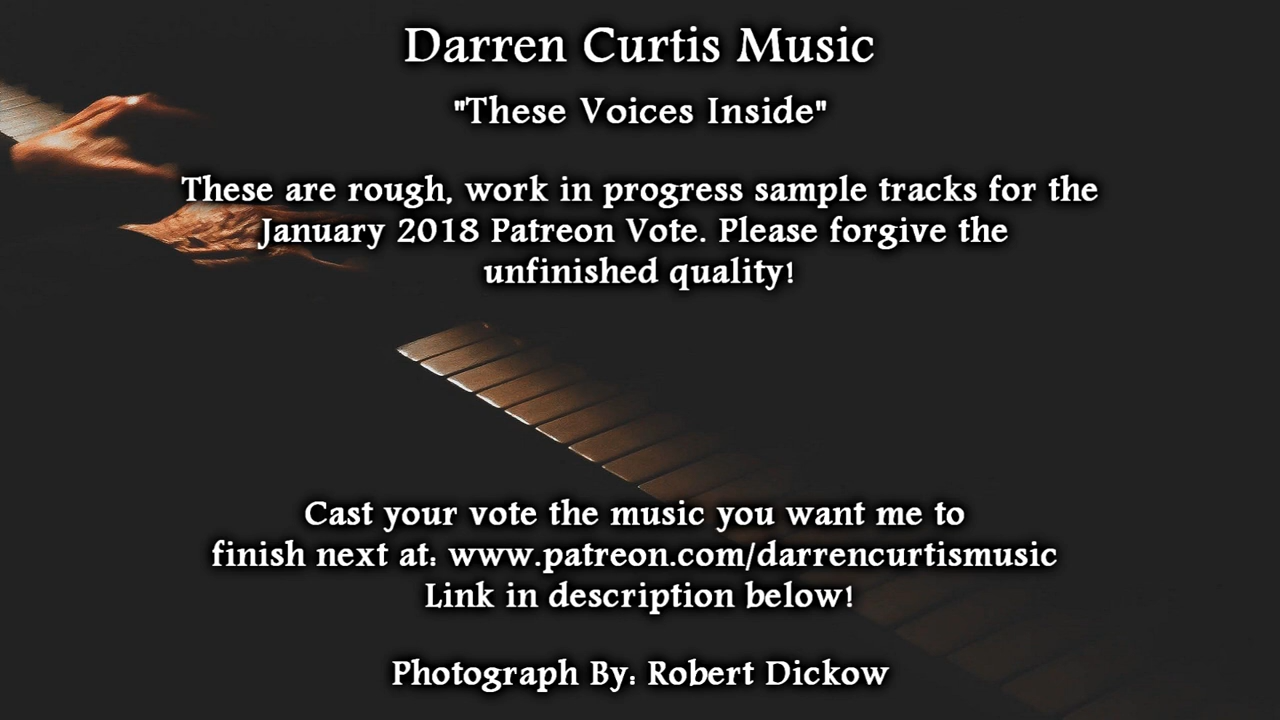 Darren Curtis Music
"These Voices Inside"
These are rough, work in progress sample tracks for the
January 2018 Patreon Vote. Please forgive the
unfinished quality!
Cast your vote the music you want me to
finish next at: www.patreon.com/darrencurtismusic
Link in description below!
Photograph By: Robert Dickow